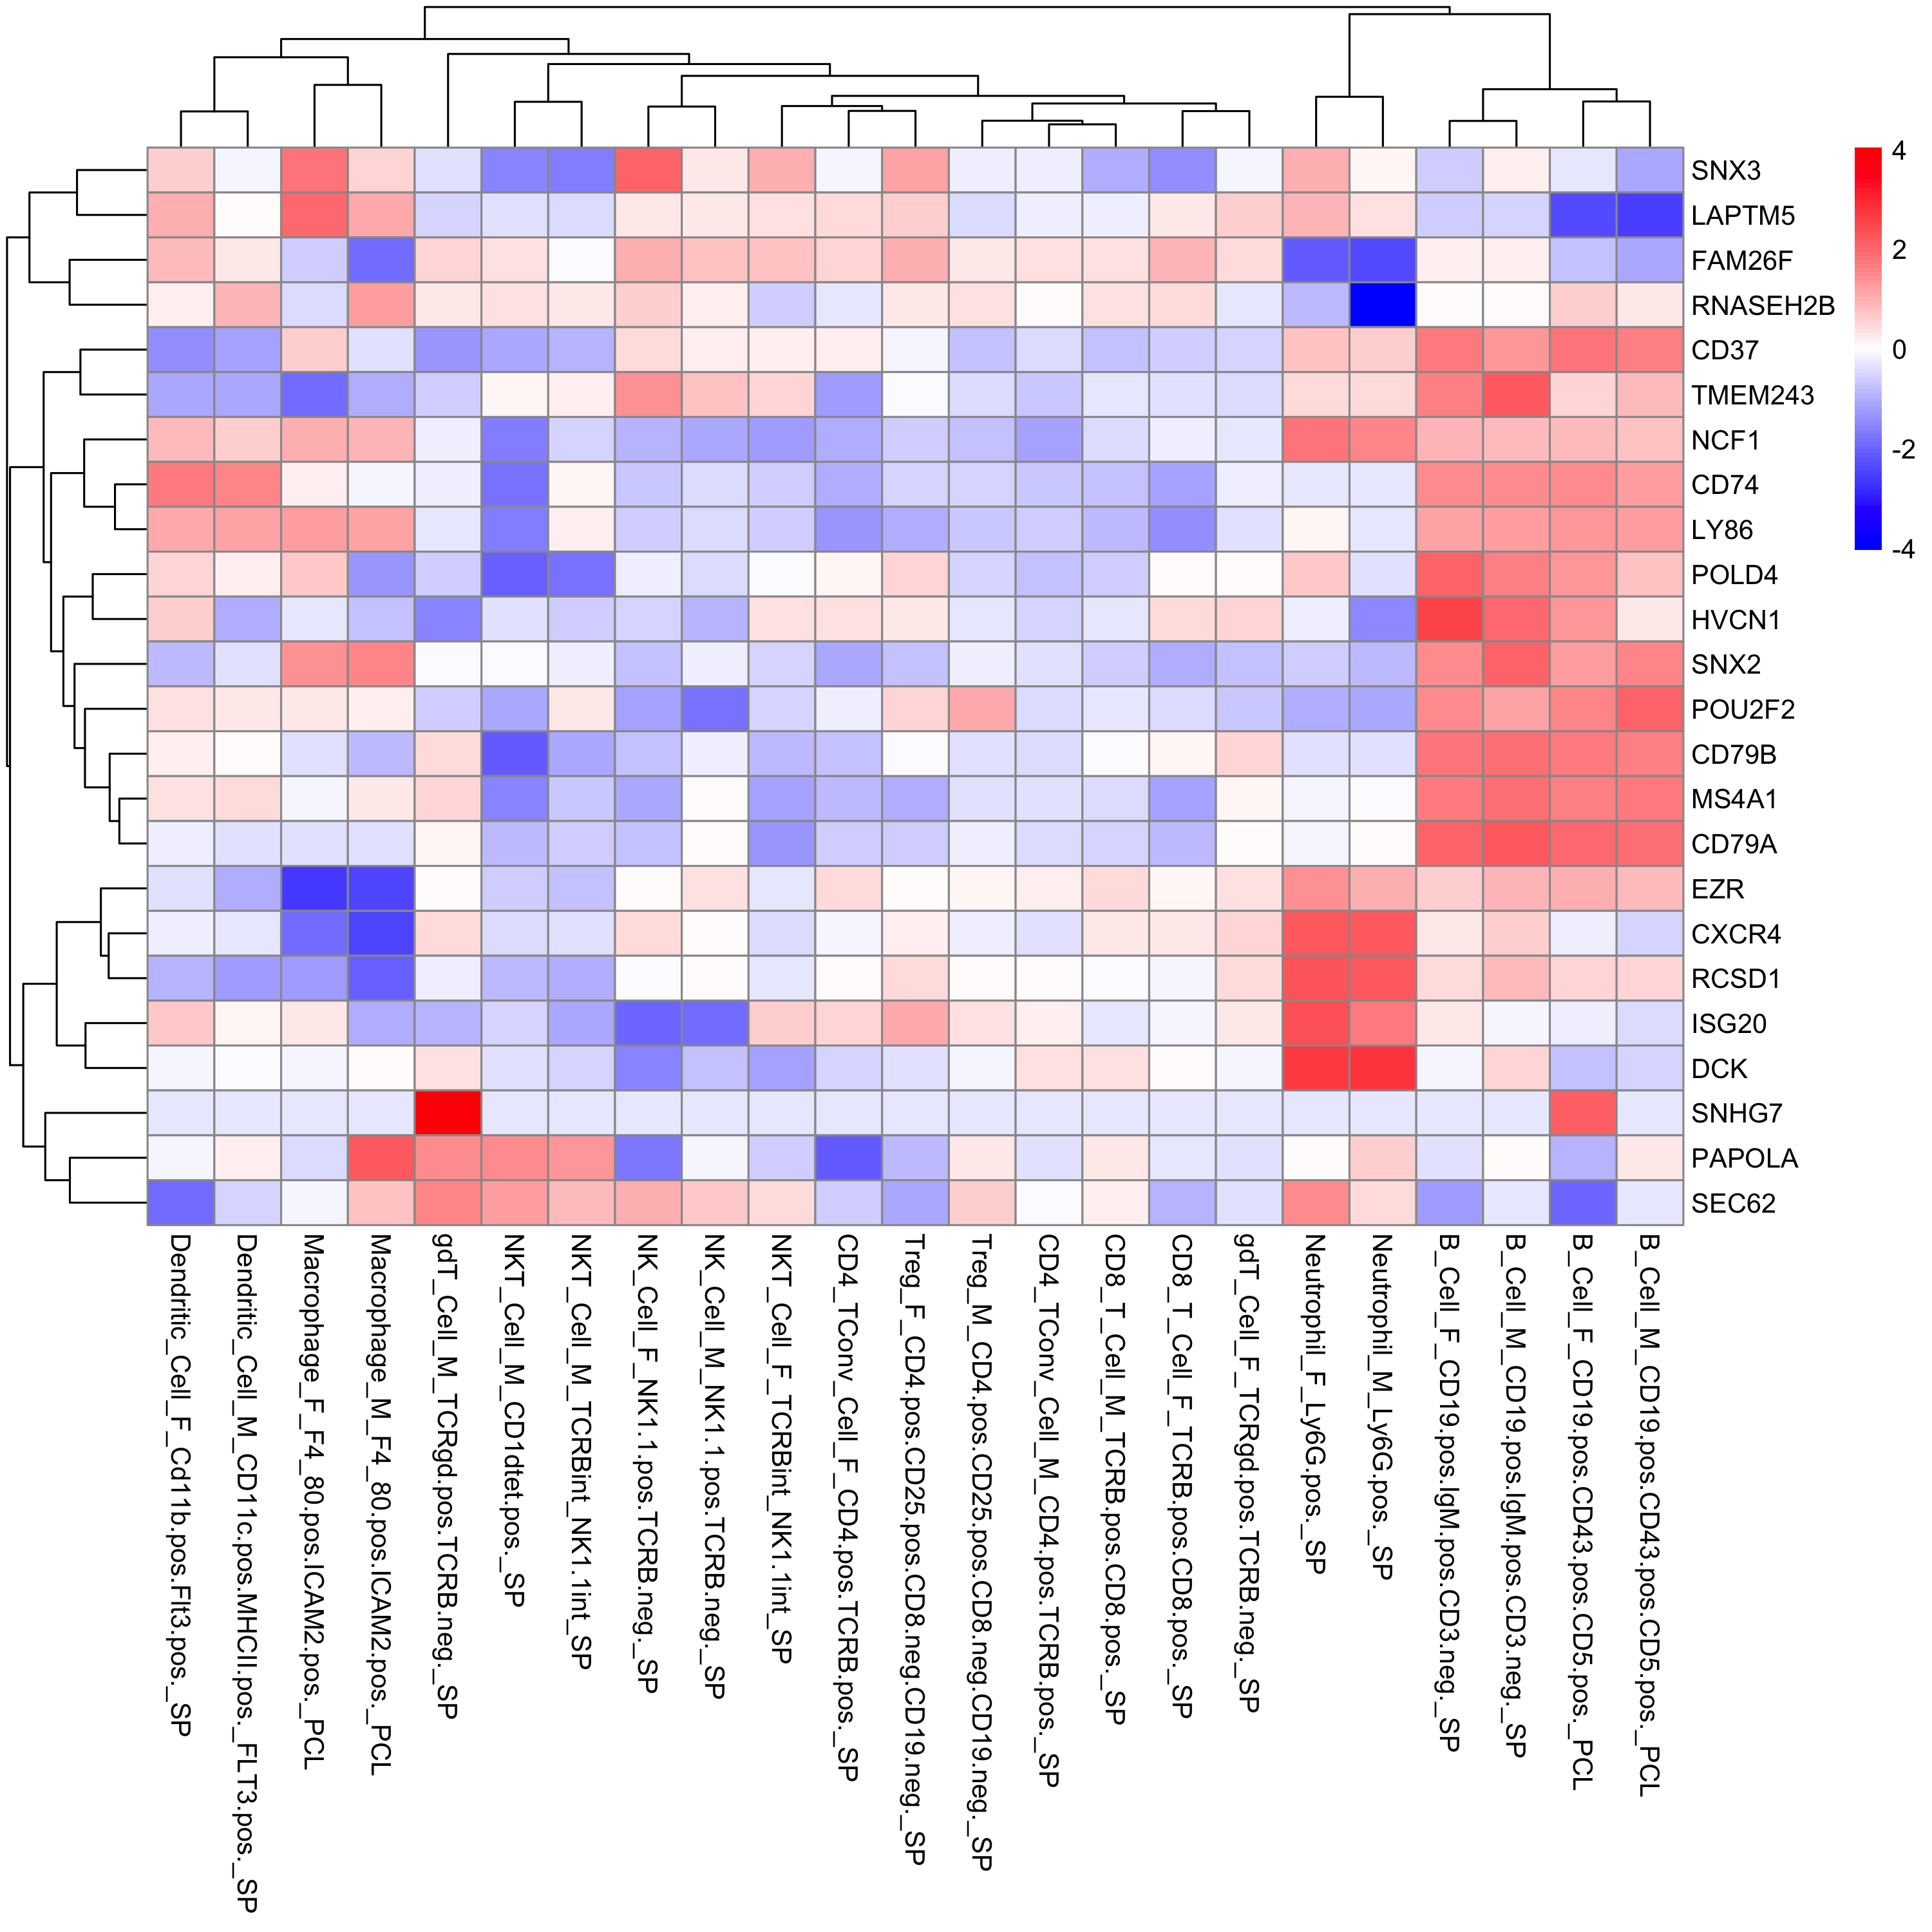 4
2
0
-2
-4
SNX3
LAPTM5
FAM26F
RNASEH2B
CD37
TMEM243
NCF1
CD74
LY86
POLD4
HVCN1
SNX2
POU2F2
CD79B
MS4A1
CD79A
EZR
CXCR4
RCSD1
ISG20
DCK
SNHG7
PAPOLA
SEC62
Dendritic_Cell_F_Cd11b.pos.Flt3.pos._SP
Dendritic_Cell_M_CD11c.pos.MHCII.pos._FLT3.pos._SP
Macrophage_F_F4_80.pos.ICAM2.pos._PCL
Macrophage_M_F4_80.pos.ICAM2.pos._PCL
gdT_Cell_M_TCRgd.pos.TCRB.neg._SP
NKT_Cell_M_CD1dtet.pos._SP
NKT_Cell_M_TCRBint_NK1.1int_SP
NK_Cell_F_NK1.1.pos.TCRB.neg._SP
NK_Cell_M_NK1.1.pos.TCRB.neg._SP
NKT_Cell_F_TCRBint_NK1.1int_SP
CD4_TConv_Cell_F_CD4.pos.TCRB.pos._SP
Treg_F_CD4.pos.CD25.pos.CD8.neg.CD19.neg._SP
Treg_M_CD4.pos.CD25.pos.CD8.neg.CD19.neg._SP
CD4_TConv_Cell_M_CD4.pos.TCRB.pos._SP
CD8_T_Cell_M_TCRB.pos.CD8.pos._SP
CD8_T_Cell_F_TCRB.pos.CD8.pos._SP
gdT_Cell_F_TCRgd.pos.TCRB.neg._SP
Neutrophil_F_Ly6G.pos._SP
Neutrophil_M_Ly6G.pos._SP
B_Cell_F_CD19.pos.IgM.pos.CD3.neg._SP
B_Cell_M_CD19.pos.IgM.pos.CD3.neg._SP
B_Cell_F_CD19.pos.CD43.pos.CD5.pos._PCL
B_Cell_M_CD19.pos.CD43.pos.CD5.pos._PCL